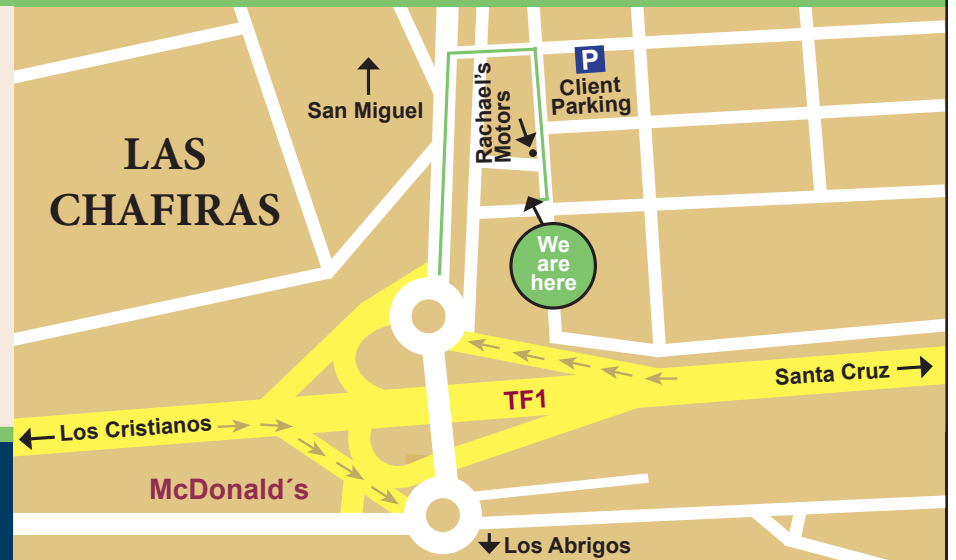 P
Client
Parking
San Miguel
Rachael's
Motors
LAS
CHAFIRAS
We
are
here
Santa Cruz
TF1
Los Cristianos
McDonald´s
Los Abrigos